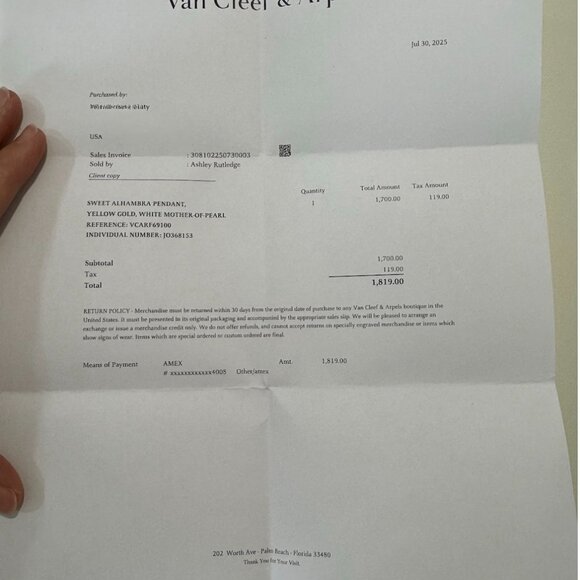 Van Cleef & Arp
Jul 30, 2025
Purchased by:
USA
Sales Invoice : 308102250730003
Sold by : Ashley Rutledge
Client copy
Quantity Total Amount Tax Amount
SWEET ALHAMBRA PENDANT, 1 1,700.00 119.00
YELLOW GOLD, WHITE MOTHER-OF-PEARL
REFERENCE: VCARF69100
INDIVIDUAL NUMBER: JO368153
Subtotal 1,700.00
Tax 119.00
Total 1,819.00
RETURN POLICY - Merchandise must be returned within 30 days from the original date of purchase to any Van Cleef & Arpels boutique in the
United States. It must be presented in its original packaging and accompanied by the appropriate sales slip. We will be pleased to arrange an
exchange or issue a merchandise credit only. We do not offer refunds, and cannot accept returns on specially engraved merchandise or items which
show signs of wear. Items which are special ordered or custom ordered are final.
Means of Payment AMEX Amt. 1,819.00
# xxxxxxxxxxxx4005 Other/amex
202 Worth Ave - Palm Beach - Florida 33480
Thank You for Your Visit